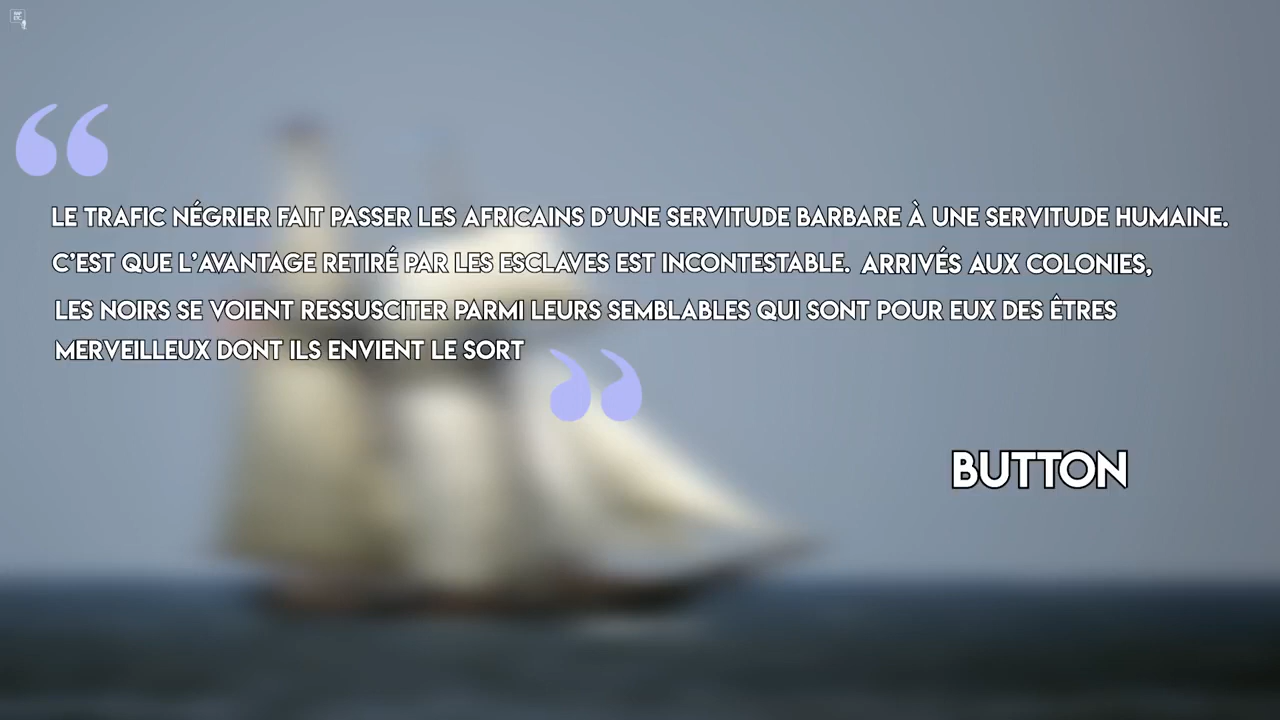 “
LE TRAFIC NÉGRIER FAIT PASSER LES AFRICAINS D’UNE SERVITUDE BARBARE À UNE SERVITUDE HUMAINE.
C’EST QUE L’AVANTAGE RETIRÉ PAR LES ESCLAVES EST INCONTESTABLE. ARRIVÉS AUX COLONIES,
LES NOIRS SE VOIENT RESSUSCITER PARMI LEURS SEMBLABLES QUI SONT POUR EUX DES ÊTRES
MERVEILLEUX DONT ILS ENVIENT LE SORT ”
BUTTON